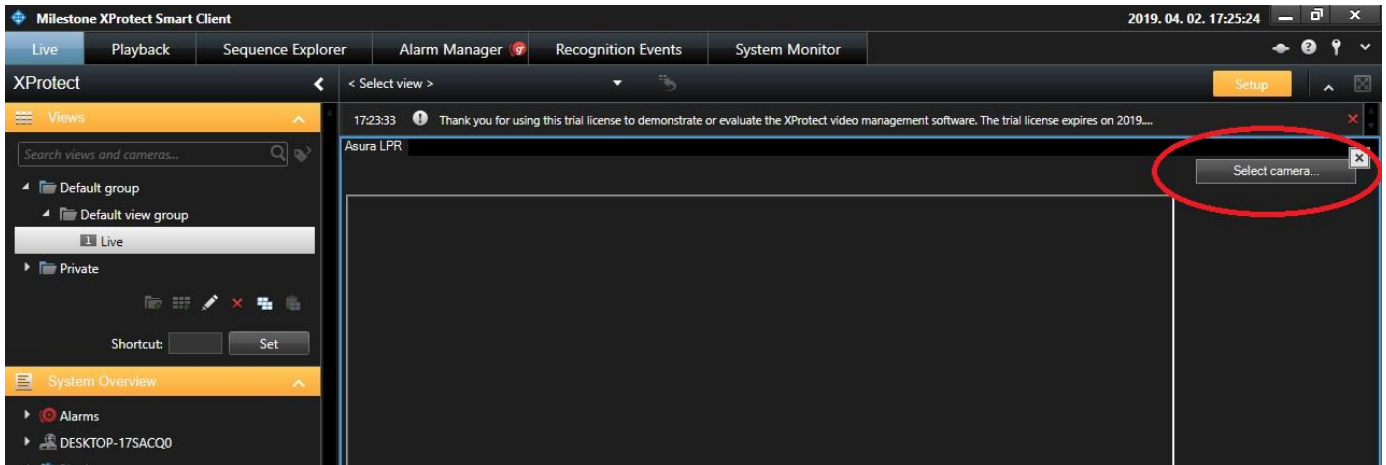 Milestone XProtect Smart Client 2019. 04. 02. 17:25:24
Live Playback Sequence Explorer Alarm Manager Recognition Events System Monitor
XProtect < Select view > Setup
Views
17:23:33 Thank you for using this trial license to demonstrate or evaluate the XProtect video management software. The trial license expires on 2019....
Search views and cameras...
Asura LPR
Select camera...
Default group
Default view group
1 Live
Private
Shortcut: Set
System Overview
Alarms
DESKTOP-17SACQ0